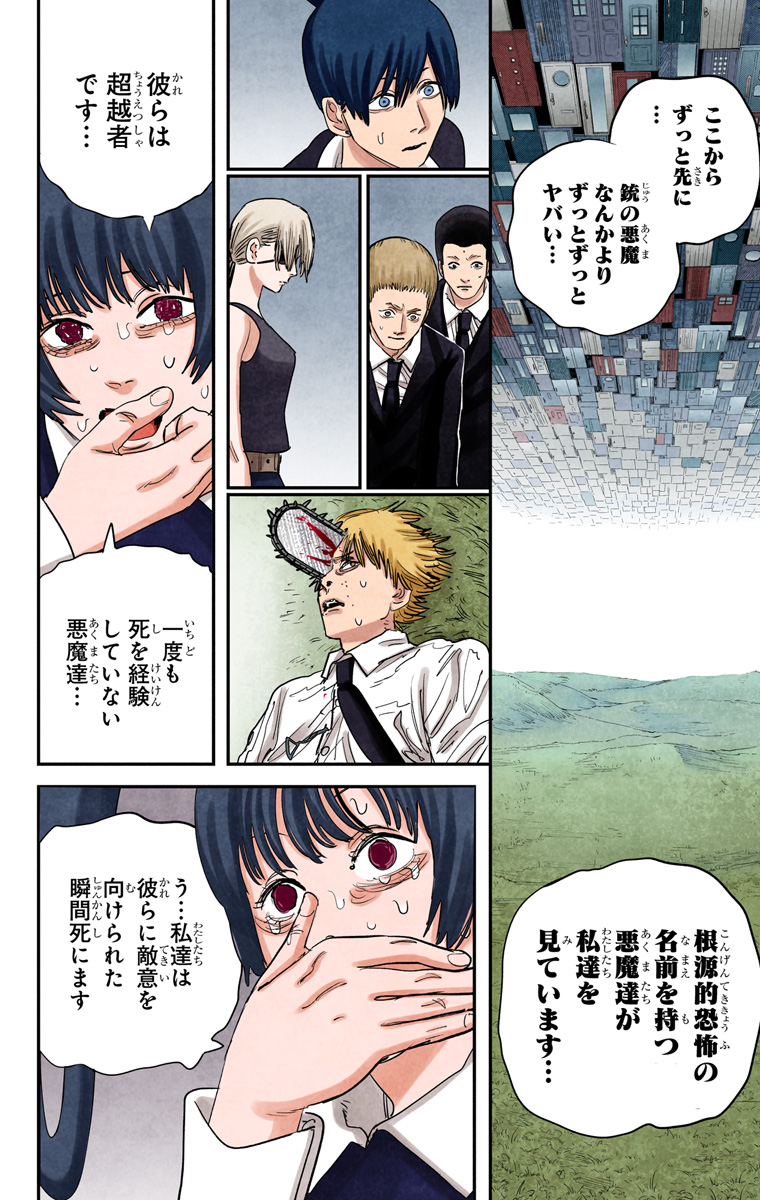 ここから
ずっと先に
…
銃の悪魔
なんかより
ずっとずっと
ヤバい…
根源的恐怖の
名前を持つ
悪魔達が
私達を
見ています…
彼らは
超越者
です…
一度も
死を経験
していない
悪魔達…
う…私達は
彼らに敵意を
向けられた
瞬間死にます